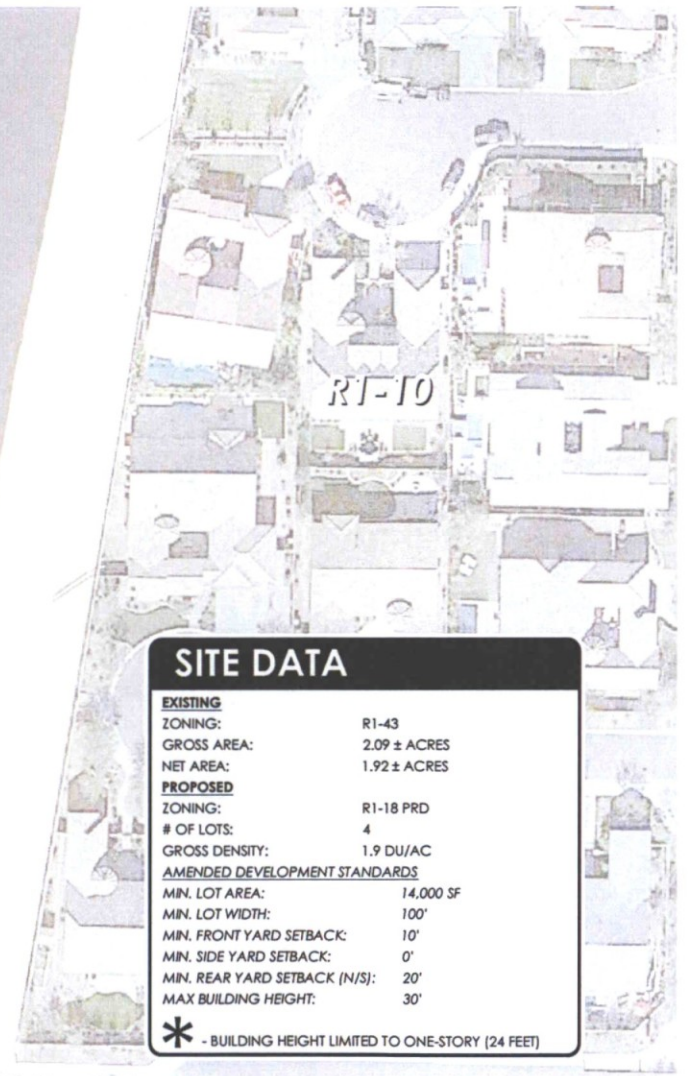 R1-10
SITE DATA
EXISTING
ZONING: R1-43
GROSS AREA: 2.09 ± ACRES
NET AREA: 1.92 ± ACRES
PROPOSED
ZONING: R1-18 PRD
# OF LOTS: 4
GROSS DENSITY: 1.9 DU/AC
AMENDED DEVELOPMENT STANDARDS
MIN. LOT AREA: 14,000 SF
MIN. LOT WIDTH: 100'
MIN. FRONT YARD SETBACK: 10'
MIN. SIDE YARD SETBACK: 0'
MIN. REAR YARD SETBACK (N/S): 20'
MAX BUILDING HEIGHT: 30'
* - BUILDING HEIGHT LIMITED TO ONE-STORY (24 FEET)